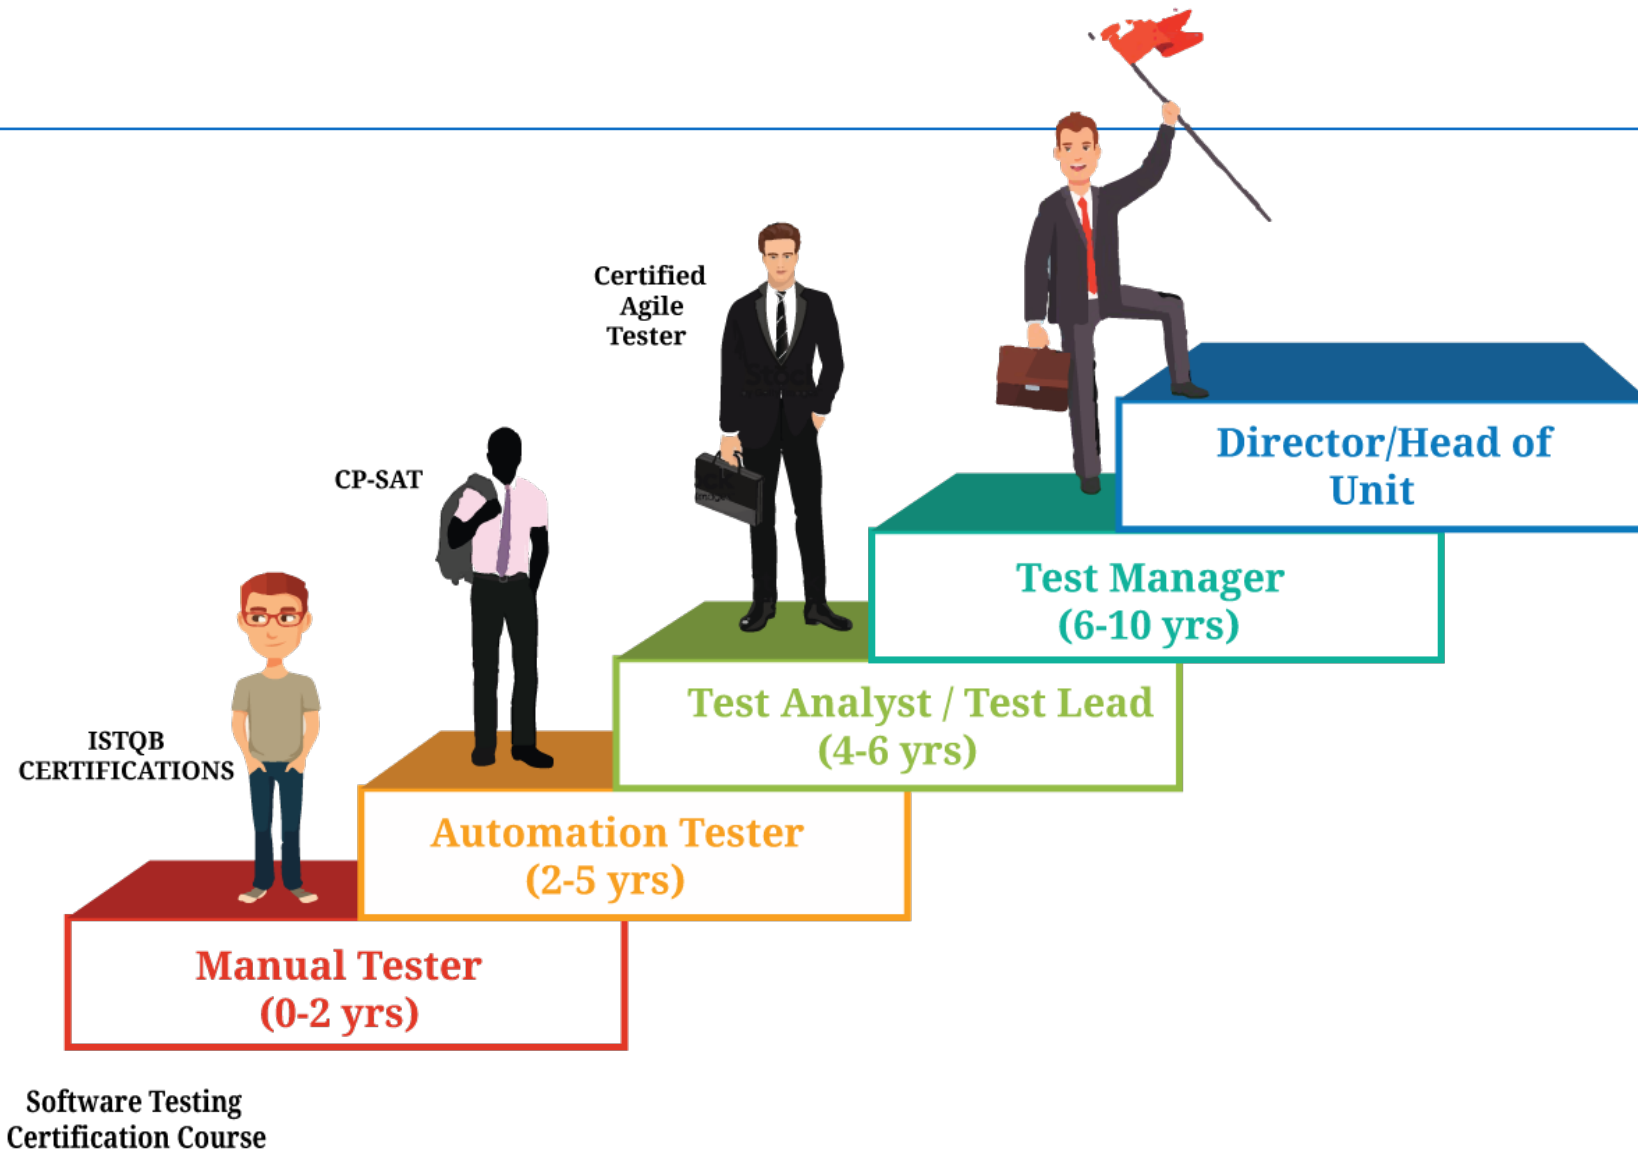 Certified
Agile
Tester
Director/Head of
Unit
CP-SAT
Test Manager
(6-10 yrs)
Test Analyst / Test Lead
(4-6 yrs)
ISTQB
CERTIFICATIONS
Automation Tester
(2-5 yrs)
Manual Tester
(0-2 yrs)
Software Testing
Certification Course